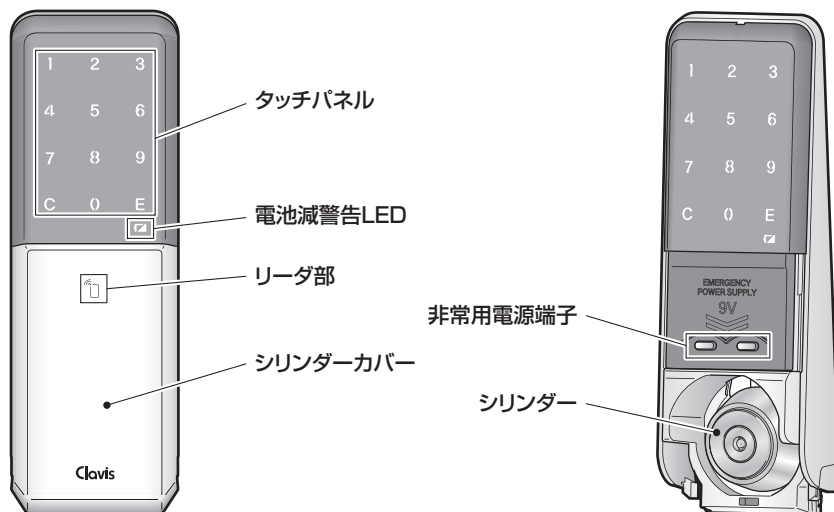 1 2 3
4 5 6
7 8 9
C 0 E
タッチパネル
電池減警告LED
リーダ部
シリンダーカバー
Clavis
1 2 3
4 5 6
7 8 9
C 0 E
EMERGENCY
POWER SUPPLY
9V
非常用電源端子
シリンダー